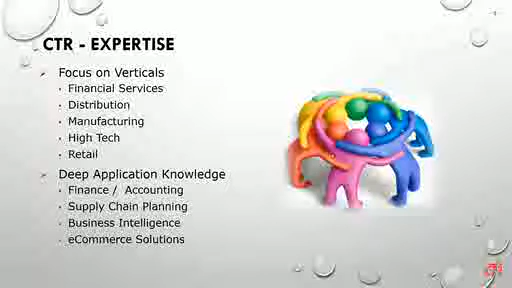 CTR - EXPERTISE
Focus on Verticals
Financial Services
Distribution
Manufacturing
High Tech
Retail
Deep Application Knowledge
Finance / Accounting
Supply Chain Planning
Business Intelligence
eCommerce Solutions